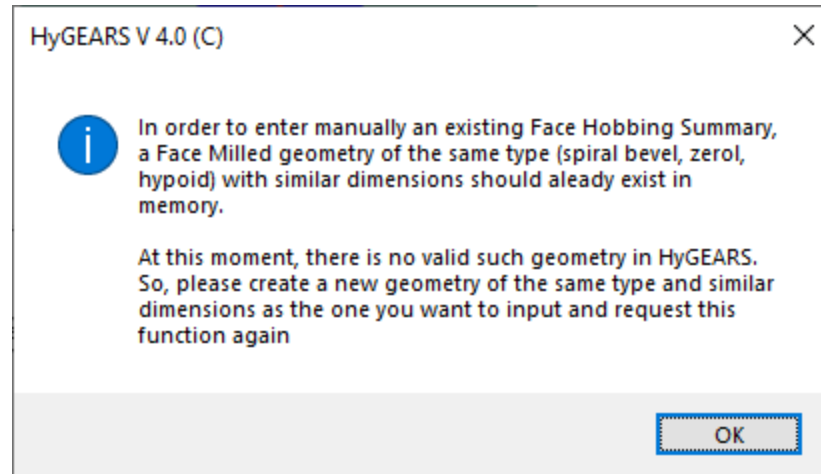 HyGEARS V 4.0 (C)
In order to enter manually an existing Face Hobbing Summary,
a Face Milled geometry of the same type (spiral bevel, zerol,
hypoid) with similar dimensions should aleady exist in
memory.
At this moment, there is no valid such geometry in HyGEARS.
So, please create a new geometry of the same type and similar
dimensions as the one you want to input and request this
function again
OK